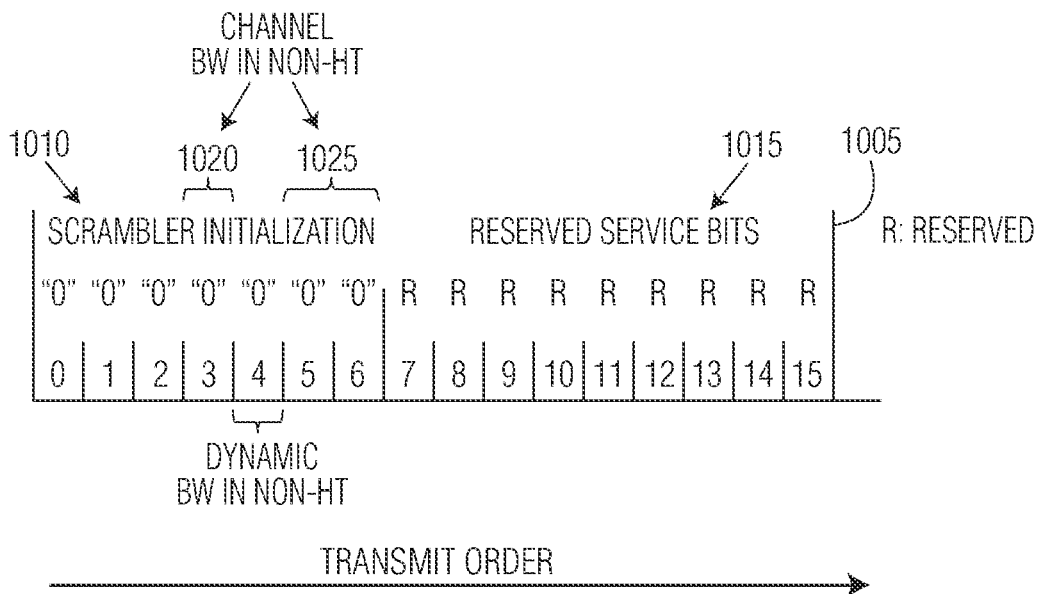 CHANNEL
BW IN NON-HT
1010
1020
1025
1015
1005
SCRAMBLER INITIALIZATION
RESERVED SERVICE BITS
R: RESERVED
“0” “0” “0” “0” “0” “0” “0” R R R R R R R R R
0 1 2 3 4 5 6 7 8 9 10 11 12 13 14 15
DYNAMIC
BW IN NON-HT
TRANSMIT ORDER